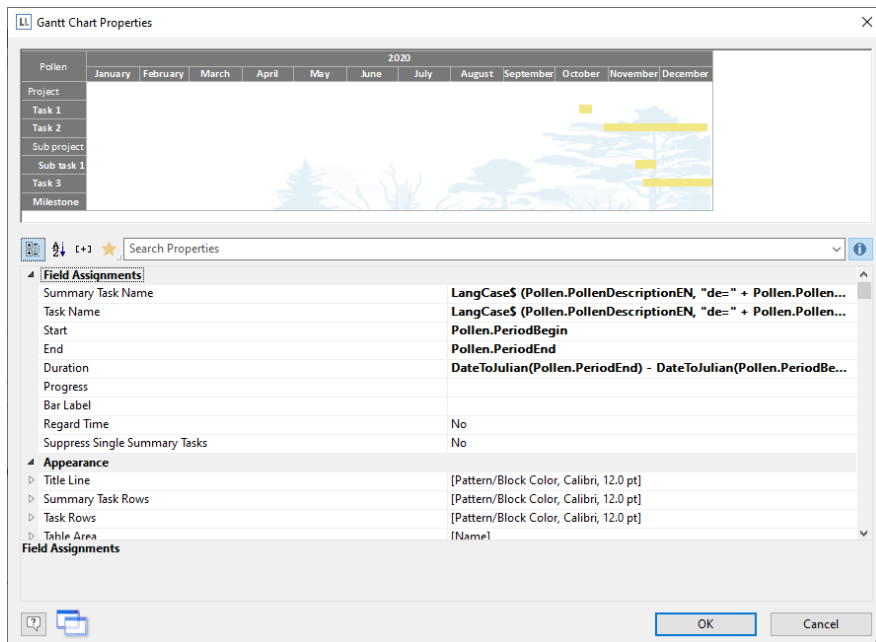 LL Gantt Chart Properties
Pollen
2020
January February March April May June July August September October November December
Project
Task 1
Task 2
Sub project
Sub task 1
Task 3
Milestone
A Z [+] Search Properties
Field Assignments
Summary Task Name LangCase$ (Pollen.PollenDescriptionEN, "de=" + Pollen.Pollen...
Task Name LangCase$ (Pollen.PollenDescriptionEN, "de=" + Pollen.Pollen...
Start Pollen.PeriodBegin
End Pollen.PeriodEnd
Duration DateToJulian(Pollen.PeriodEnd) - DateToJulian(Pollen.PeriodBe...
Progress
Bar Label
Regard Time No
Suppress Single Summary Tasks No
Appearance
Title Line [Pattern/Block Color, Calibri, 12.0 pt]
Summary Task Rows [Pattern/Block Color, Calibri, 12.0 pt]
Task Rows [Pattern/Block Color, Calibri, 12.0 pt]
Table Area [Name]
Field Assignments
OK Cancel